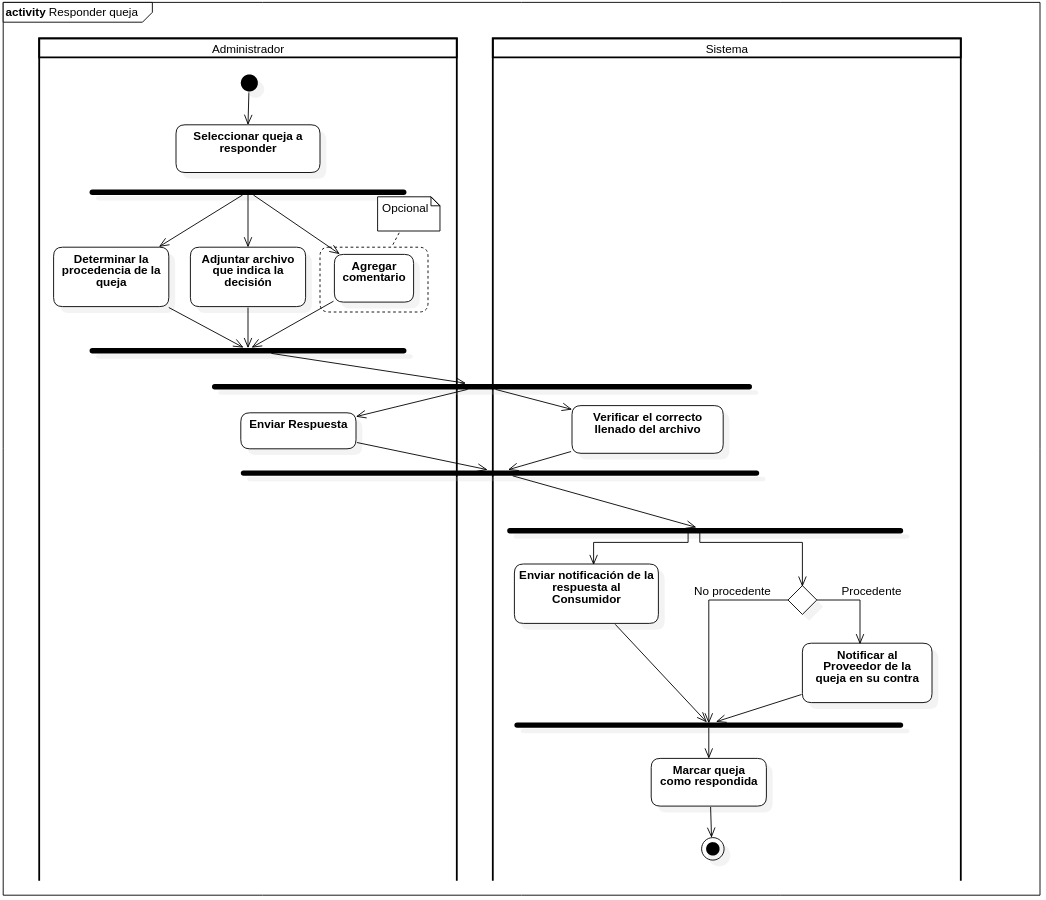 activity Responder queja
Administrador
Sistema
Seleccionar queja a
responder
Opcional
Determinar la
procedencia de la
queja
Adjuntar archivo
que indica la
decisión
Agregar
comentario
Enviar Respuesta
Verificar el correcto
llenado del archivo
Enviar notificación de la
respuesta al
Consumidor
No procedente
Procedente
Notificar al
Proveedor de la
queja en su contra
Marcar queja
como respondida